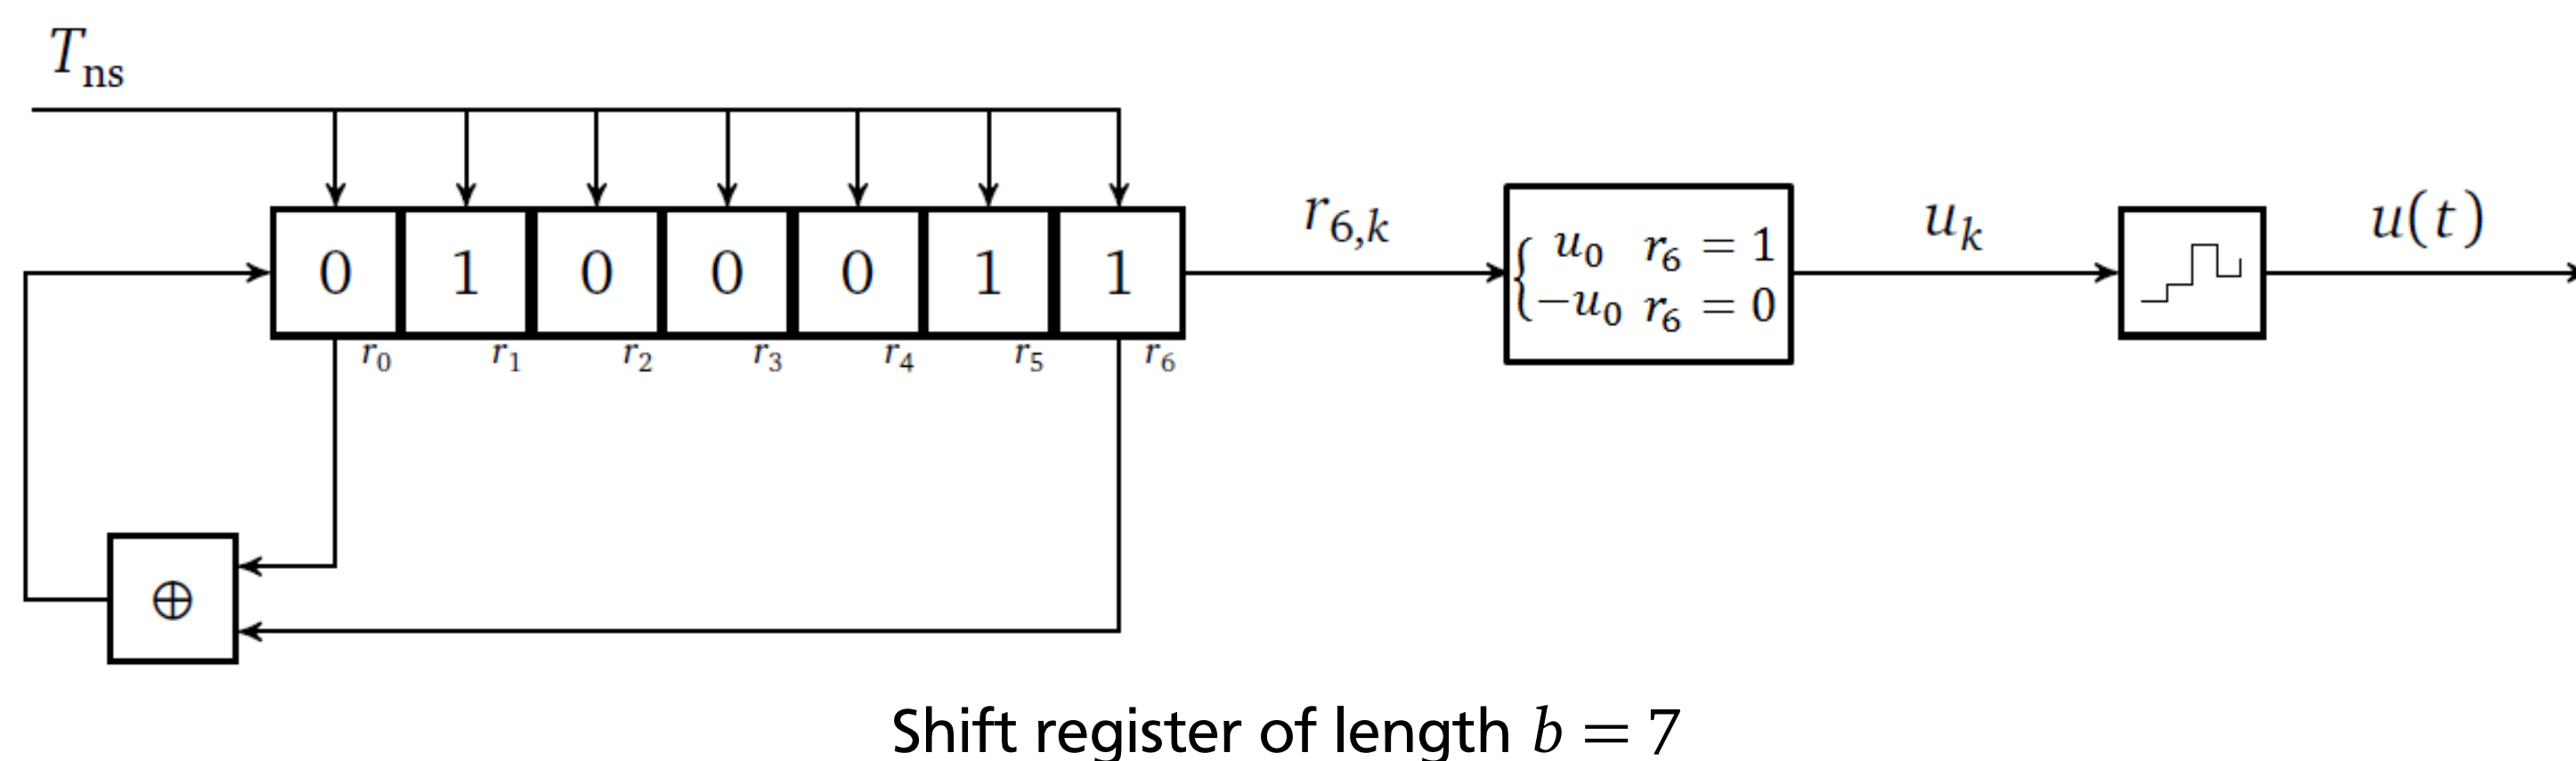 T_ns
0 1 0 0 0 1 1
r_0 r_1 r_2 r_3 r_4 r_5 r_6
r_{6,k}
{ u_0 r_6 = 1
−u_0 r_6 = 0
u_k
u(t)
⊕
Shift register of length b = 7